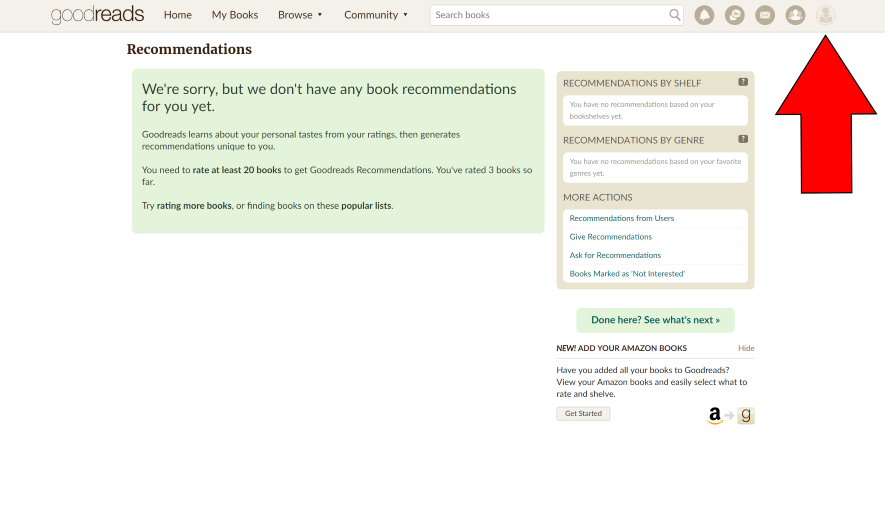 goodreads
Home
My Books
Browse ▼
Community ▼
Search books
Recommendations
We're sorry, but we don't have any book recommendations
for you yet.
Goodreads learns about your personal tastes from your ratings, then generates
recommendations unique to you.
You need to rate at least 20 books to get Goodreads Recommendations. You've rated 3 books so
far.
Try rating more books, or finding books on these popular lists.
RECOMMENDATIONS BY SHELF ?
You have no recommendations based on your
bookshelves yet.
RECOMMENDATIONS BY GENRE ?
You have no recommendations based on your favorite
genres yet.
MORE ACTIONS
Recommendations from Users
Give Recommendations
Ask for Recommendations
Books Marked as 'Not Interested'
Done here? See what's next »
NEW! ADD YOUR AMAZON BOOKS Hide
Have you added all your books to Goodreads?
View your Amazon books and easily select what to
rate and shelve.
Get Started
a g